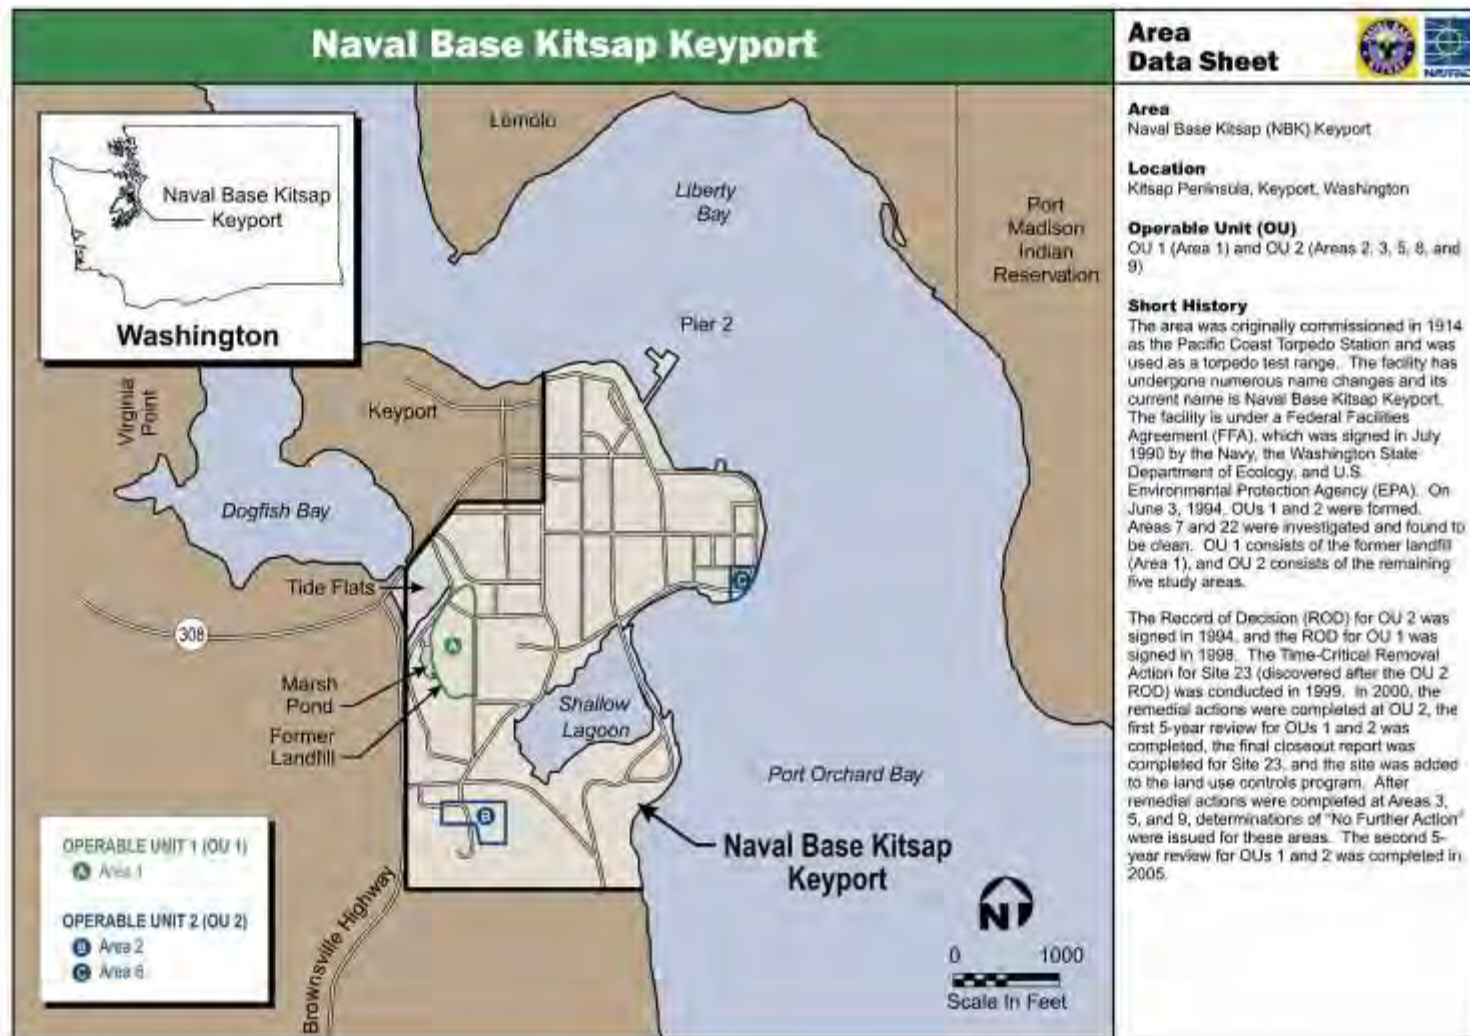 Naval Base Kitsap Keyport
Lemolo
Liberty
Bay
Port
Madison
Indian
Reservation
Naval Base Kitsap
Keyport
Washington
Pier 2
Virginia
Point
Keyport
Dogfish Bay
Tide Flats
308
A
C
Marsh
Pond
Former
Landfill
Shallow
Lagoon
Port Orchard Bay
B
Naval Base Kitsap
Keyport
Brownsville Highway
OPERABLE UNIT 1 (OU 1)
A Area 1
OPERABLE UNIT 2 (OU 2)
B Area 2
C Area 8
N
0 1000
Scale In Feet
Area
Data Sheet
NAVFAC
Area
Naval Base Kitsap (NBK) Keyport
Location
Kitsap Peninsula, Keyport, Washington
Operable Unit (OU)
OU 1 (Area 1) and OU 2 (Areas 2, 3, 5, 8, and
9)
Short History
The area was originally commissioned in 1914
as the Pacific Coast Torpedo Station and was
used as a torpedo test range. The facility has
undergone numerous name changes and its
current name is Naval Base Kitsap Keyport.
The facility is under a Federal Facilities
Agreement (FFA), which was signed in July
1990 by the Navy, the Washington State
Department of Ecology, and U.S.
Environmental Protection Agency (EPA). On
June 3, 1994, OUs 1 and 2 were formed.
Areas 7 and 22 were investigated and found to
be clean. OU 1 consists of the former landfill
(Area 1), and OU 2 consists of the remaining
five study areas.
The Record of Decision (ROD) for OU 2 was
signed in 1994, and the ROD for OU 1 was
signed in 1998. The Time-Critical Removal
Action for Site 23 (discovered after the OU 2
ROD) was conducted in 1999. In 2000, the
remedial actions were completed at OU 2, the
first 5-year review for OUs 1 and 2 was
completed, the final closeout report was
completed for Site 23, and the site was added
to the land use controls program. After
remedial actions were completed at Areas 3,
5, and 9, determinations of "No Further Action"
were issued for these areas. The second 5-
year review for OUs 1 and 2 was completed in
2005.